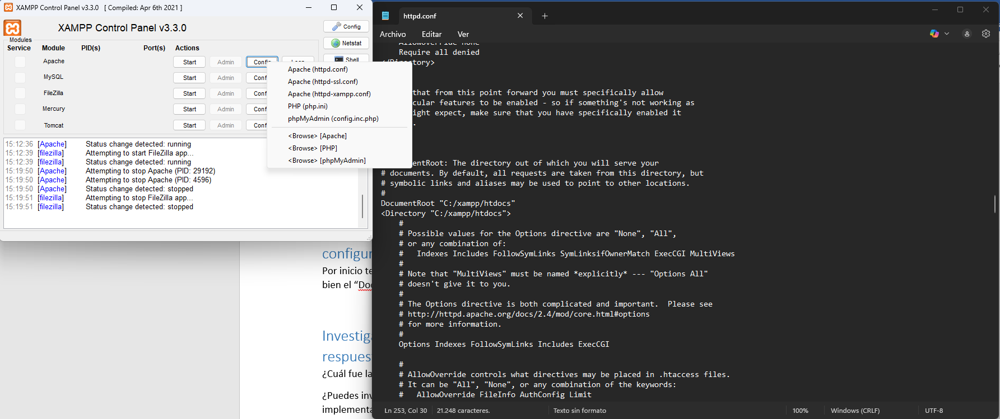 XAMPP Control Panel v3.3.0   [ Compiled: Apr 6th 2021 ]
XAMPP Control Panel v3.3.0
Config
Netstat
Shell
Modules
Service Module PID(s) Port(s) Actions
Apache Start Admin Config Logs
MySQL Start Admin Conf
FileZilla Start Admin Conf
Mercury Start Admin Conf
Tomcat Start Admin Conf
Apache (httpd.conf)
Apache (httpd-ssl.conf)
Apache (httpd-xampp.conf)
PHP (php.ini)
phpMyAdmin (config.inc.php)
<Browse> [Apache]
<Browse> [PHP]
<Browse> [phpMyAdmin]
15:12:36 [Apache] Status change detected: running
15:12:39 [filezilla] Attempting to start FileZilla app...
15:12:39 [filezilla] Status change detected: running
15:19:50 [Apache] Attempting to stop Apache (PID: 29192)
15:19:50 [Apache] Attempting to stop Apache (PID: 4596)
15:19:50 [Apache] Status change detected: stopped
15:19:51 [filezilla] Attempting to stop FileZilla app...
15:19:51 [filezilla] Status change detected: stopped
configur
Por inicio te
bien el “Doc
Investiga
respues
¿Cuál fue la
¿Puedes inv
implementa
httpd.conf
Archivo Editar Ver
AllowOverride none
Require all denied
</Directory>
that from this point forward you must specifically allow
cular features to be enabled - so if something's not working as
ight expect, make sure that you have specifically enabled it
.
mentRoot: The directory out of which you will serve your
# documents. By default, all requests are taken from this directory, but
# symbolic links and aliases may be used to point to other locations.
#
DocumentRoot "C:/xampp/htdocs"
<Directory "C:/xampp/htdocs">
#
# Possible values for the Options directive are "None", "All",
# or any combination of:
#   Indexes Includes FollowSymLinks SymLinksifOwnerMatch ExecCGI MultiViews
#
# Note that "MultiViews" must be named *explicitly* --- "Options All"
# doesn't give it to you.
#
# The Options directive is both complicated and important.  Please see
# http://httpd.apache.org/docs/2.4/mod/core.html#options
# for more information.
#
Options Indexes FollowSymLinks Includes ExecCGI
#
# AllowOverride controls what directives may be placed in .htaccess files.
# It can be "All", "None", or any combination of the keywords:
#   AllowOverride FileInfo AuthConfig Limit
Ln 253, Col 30 21.248 caracteres. Texto sin formato 100% Windows (CRLF) UTF-8